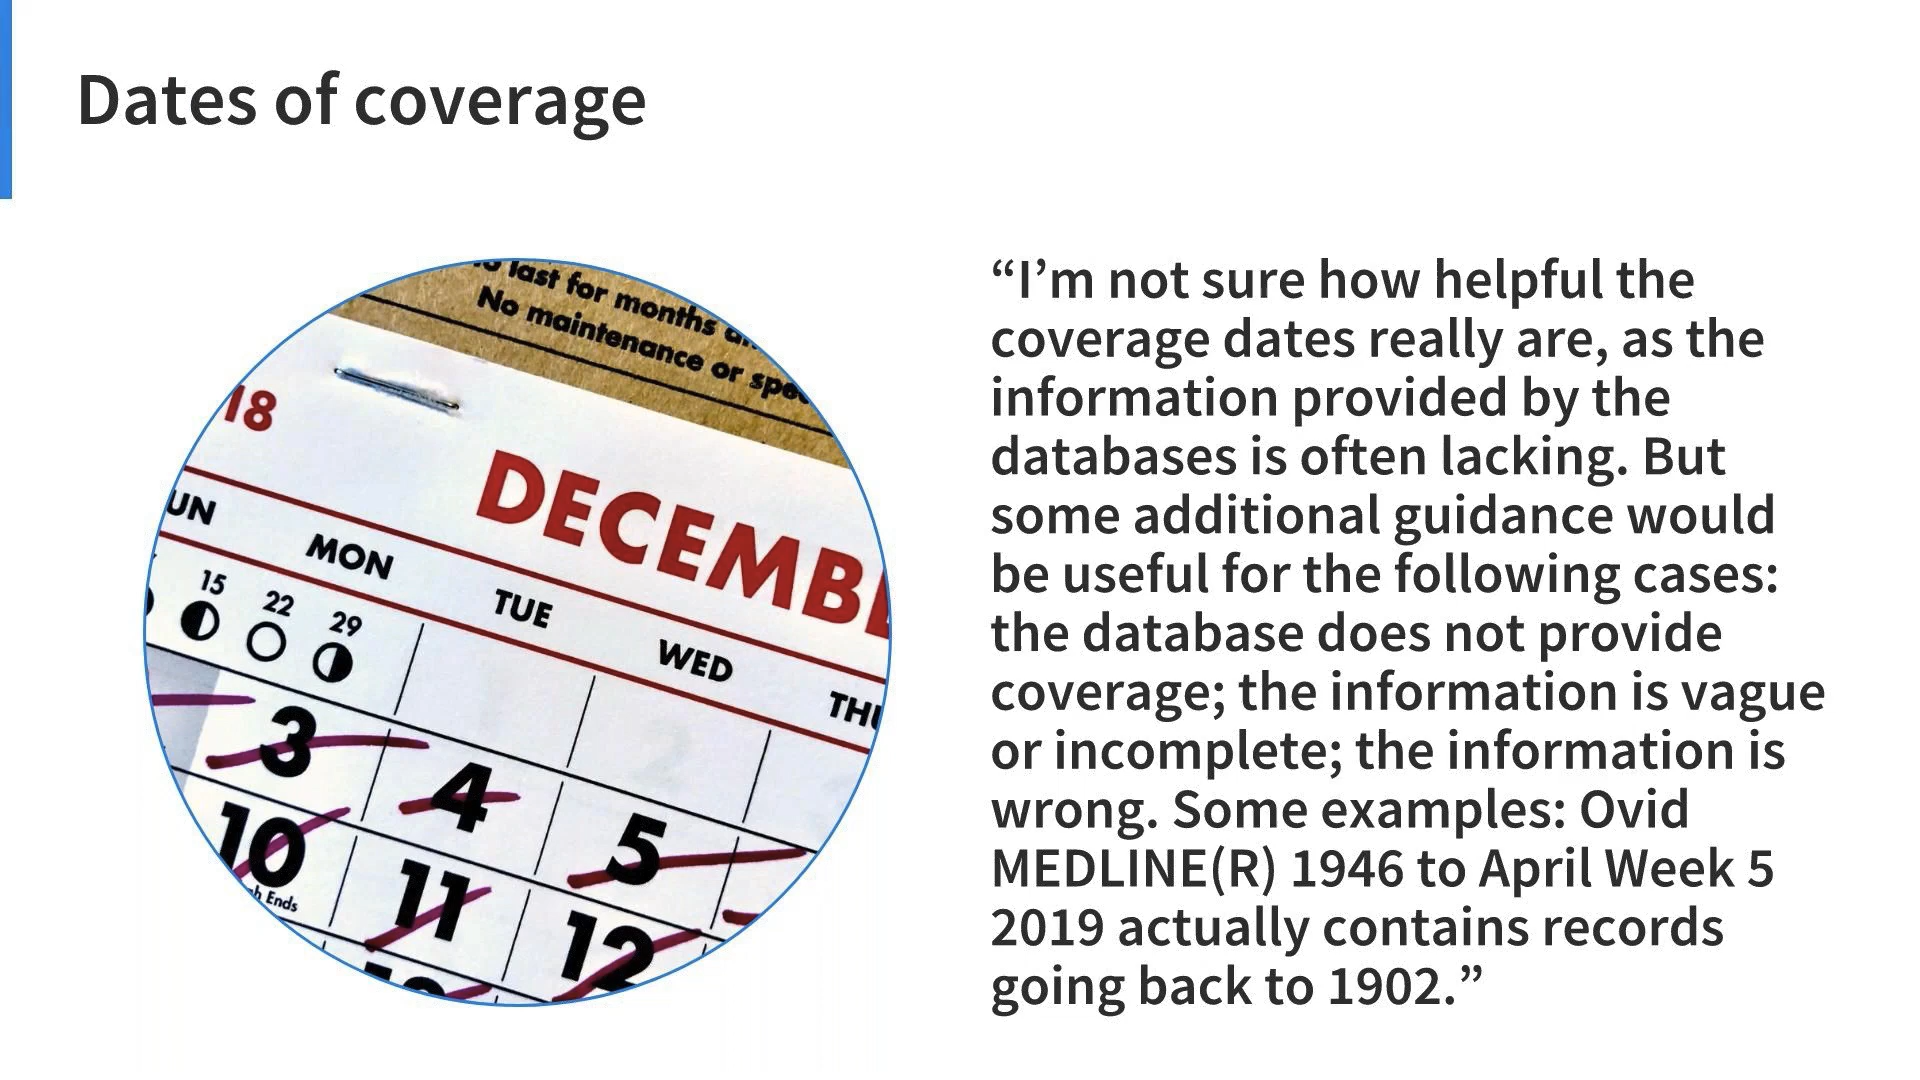 Dates of coverage
last for months
No maintenance or
18
DECEMB
UN MON TUE WED TH
15 22 29
3 4 5
10 11 12
Ends
“I’m not sure how helpful the
coverage dates really are, as the
information provided by the
databases is often lacking. But
some additional guidance would
be useful for the following cases:
the database does not provide
coverage; the information is vague
or incomplete; the information is
wrong. Some examples: Ovid
MEDLINE(R) 1946 to April Week 5
2019 actually contains records
going back to 1902.”